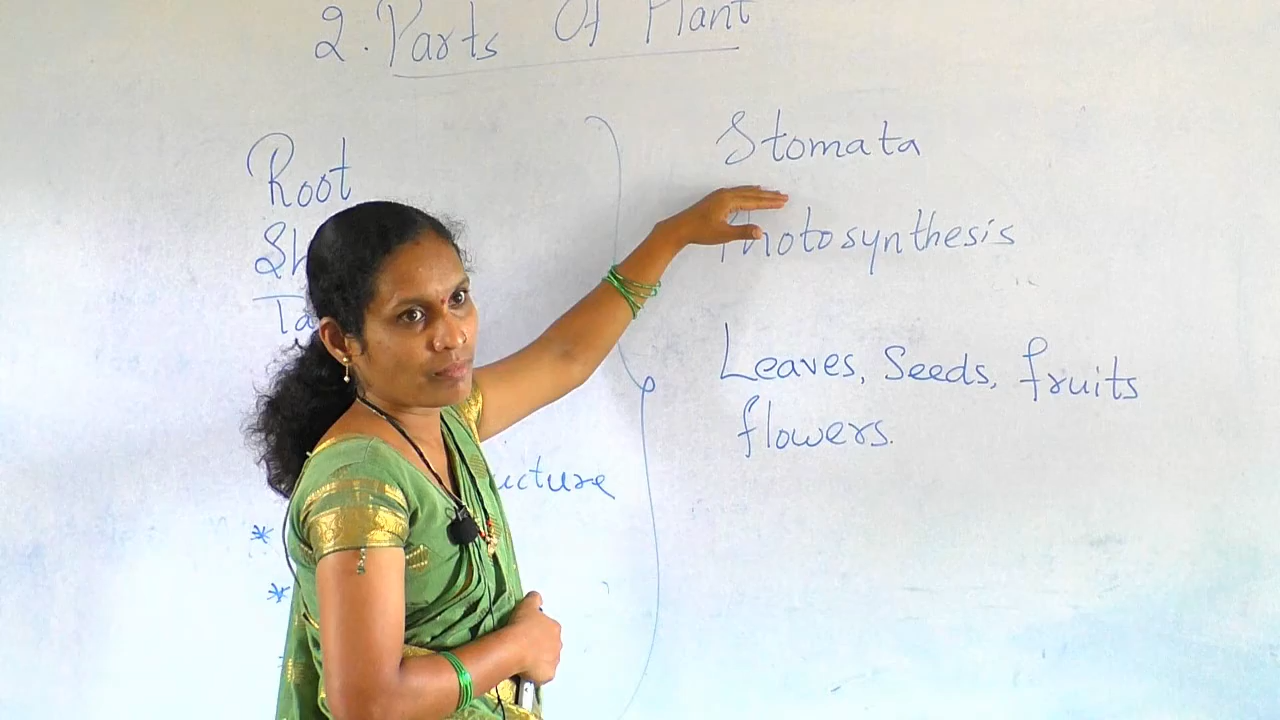 2. Parts Of Plant
Root
Stomata
Photosynthesis
Leaves, Seeds, fruits
flowers.
*
*